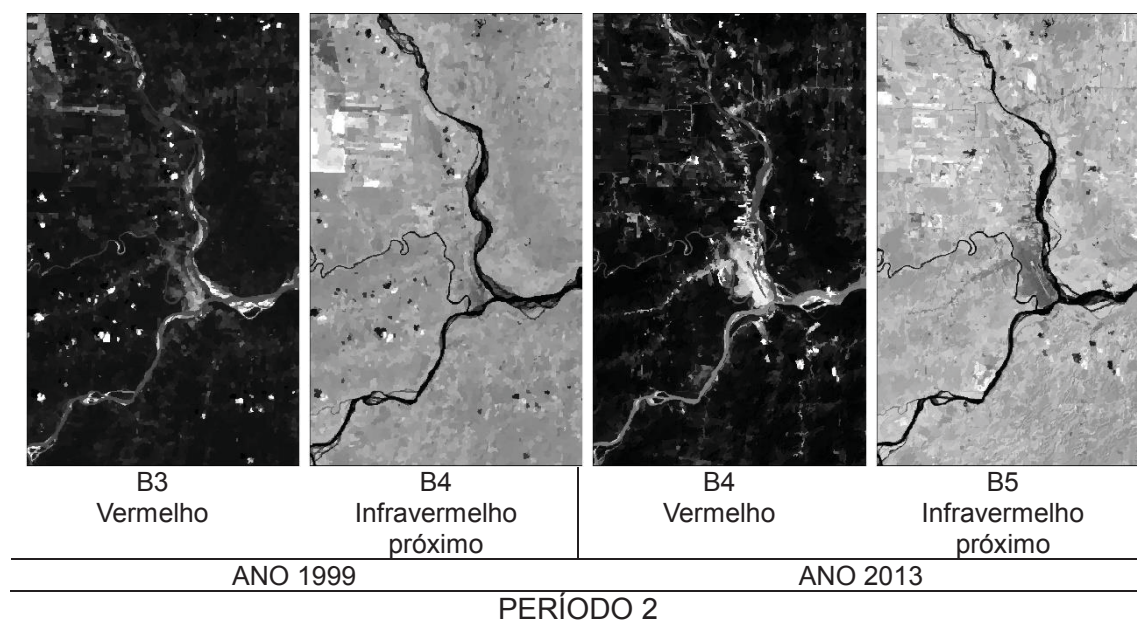 B3
Vermelho
B4
Infravermelho
próximo
B4
Vermelho
B5
Infravermelho
próximo
ANO 1999
ANO 2013
PERÍODO 2